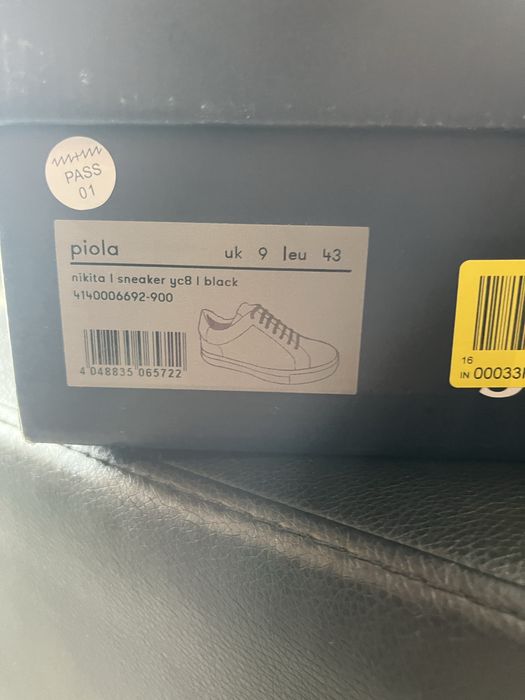 PASS
01
piola
uk 9 | eu 43
nikita | sneaker yc8 | black
4140006692-900
4 048835 065722
16
IN 00033